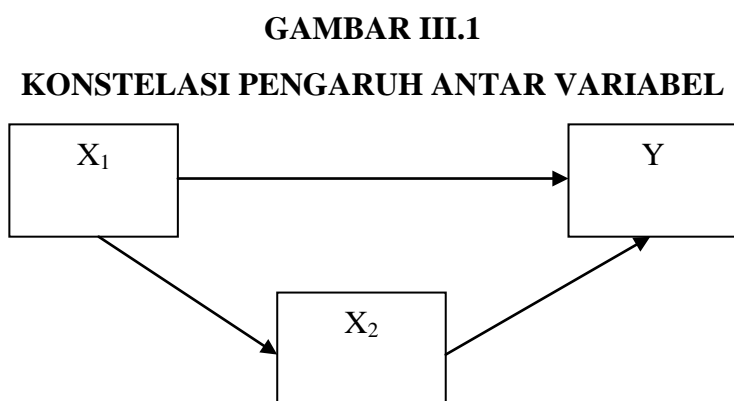 GAMBAR III.1
KONSTELASI PENGARUH ANTAR VARIABEL
X₁ Y
X₂